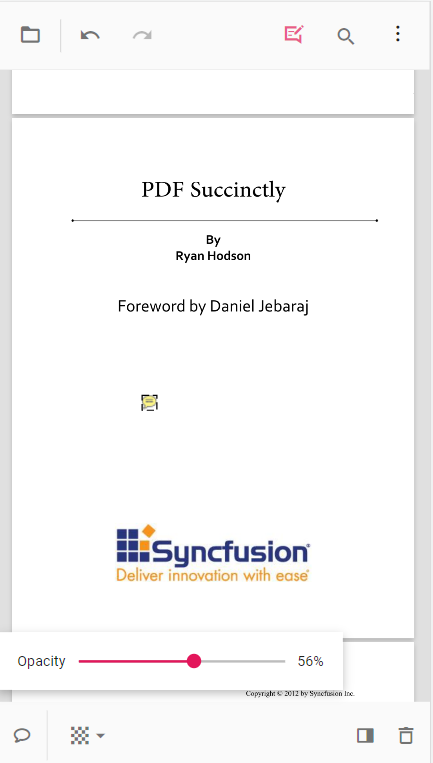 PDF Succinctly
By
Ryan Hodson
Foreword by Daniel Jebaraj
Syncfusion
Deliver innovation with ease
Opacity 56%
Copyright © 2012 by Syncfusion Inc.